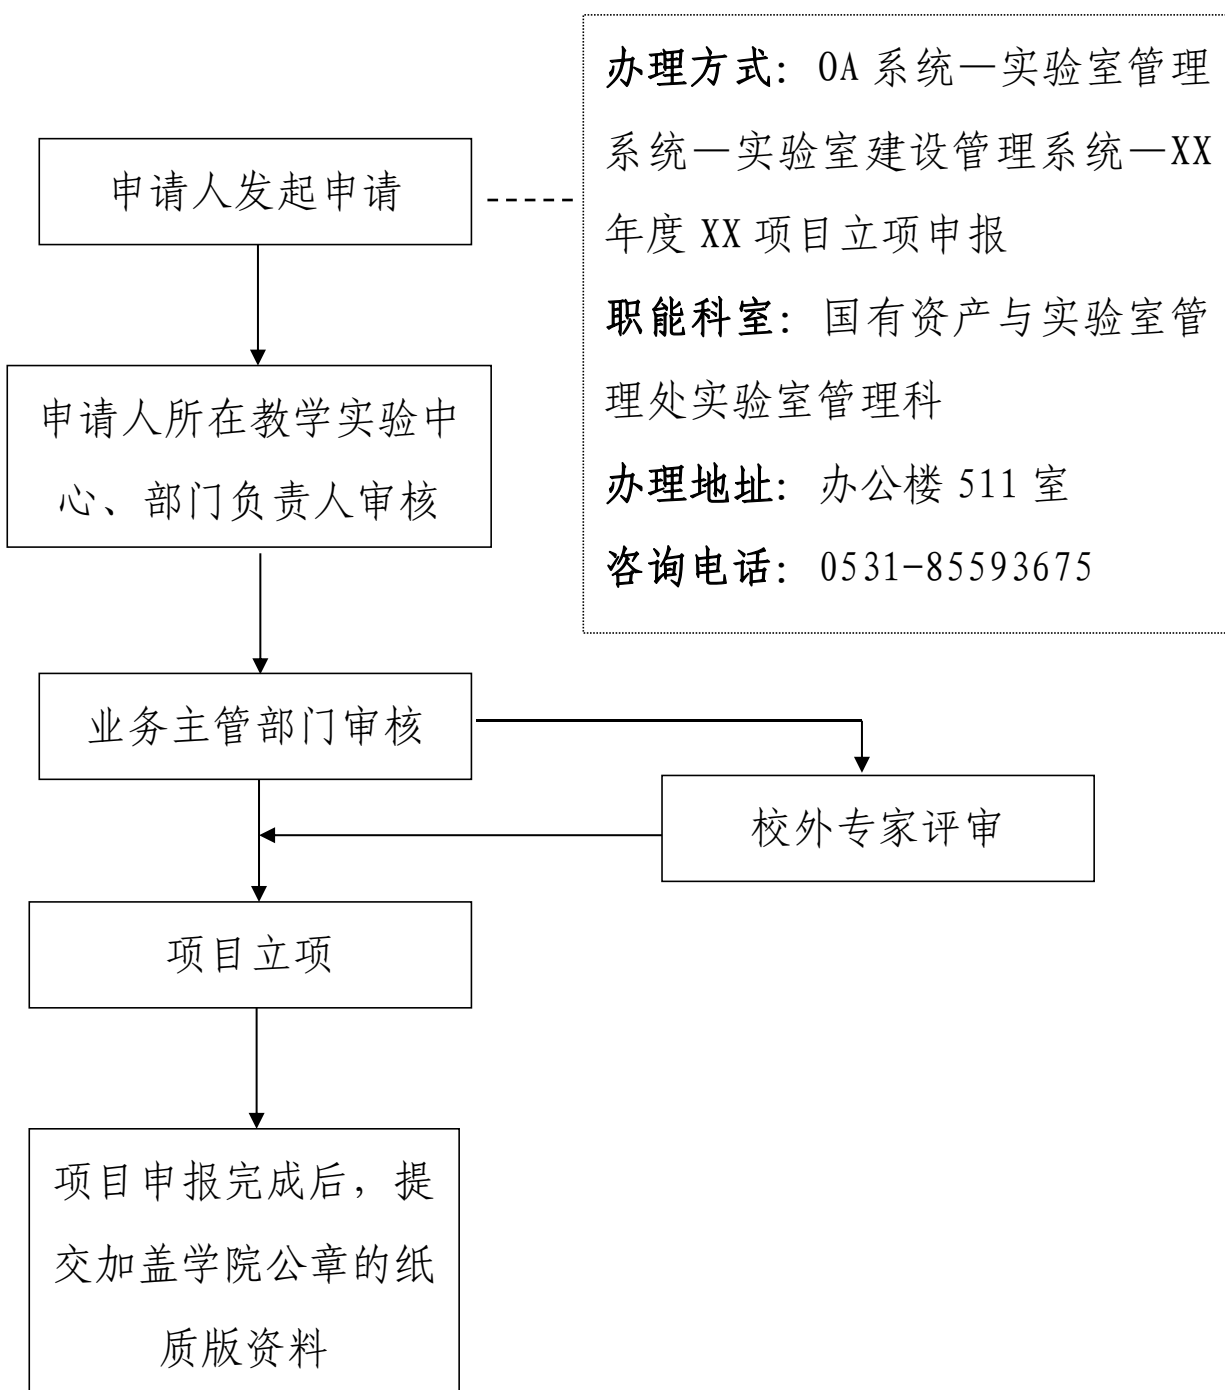 办理方式：OA 系统—实验室管理
系统—实验室建设管理系统—XX
年度 XX 项目立项申报
职能科室：国有资产与实验室管
理处实验室管理科
办理地址：办公楼 511 室
咨询电话：0531-85593675
申请人发起申请
申请人所在教学实验中
心、部门负责人审核
业务主管部门审核
校外专家评审
项目立项
项目申报完成后，提
交加盖学院公章的纸
质版资料